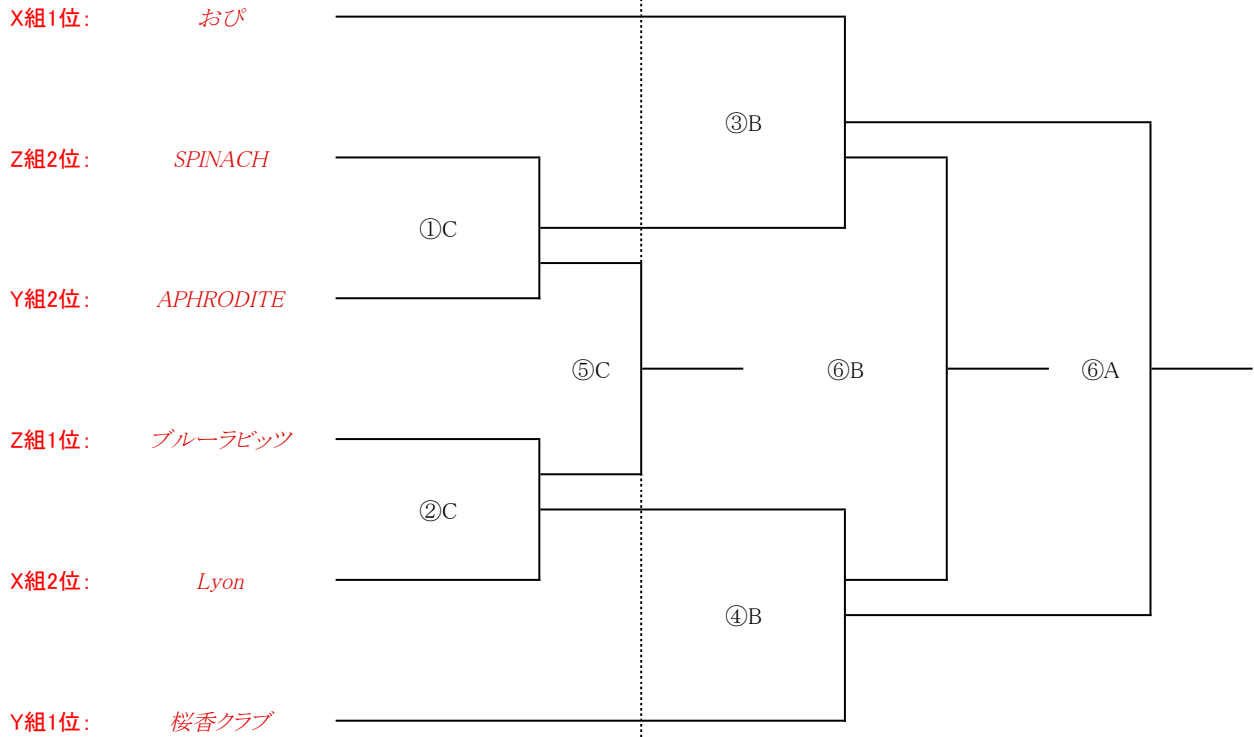 X組1位: おぴ
③B
Z組2位: SPINACH
①C
Y組2位: APHRODITE
⑤C ⑥B ⑥A
Z組1位: ブルーラビッツ
②C
X組2位: Lyon
④B
Y組1位: 桜香クラブ